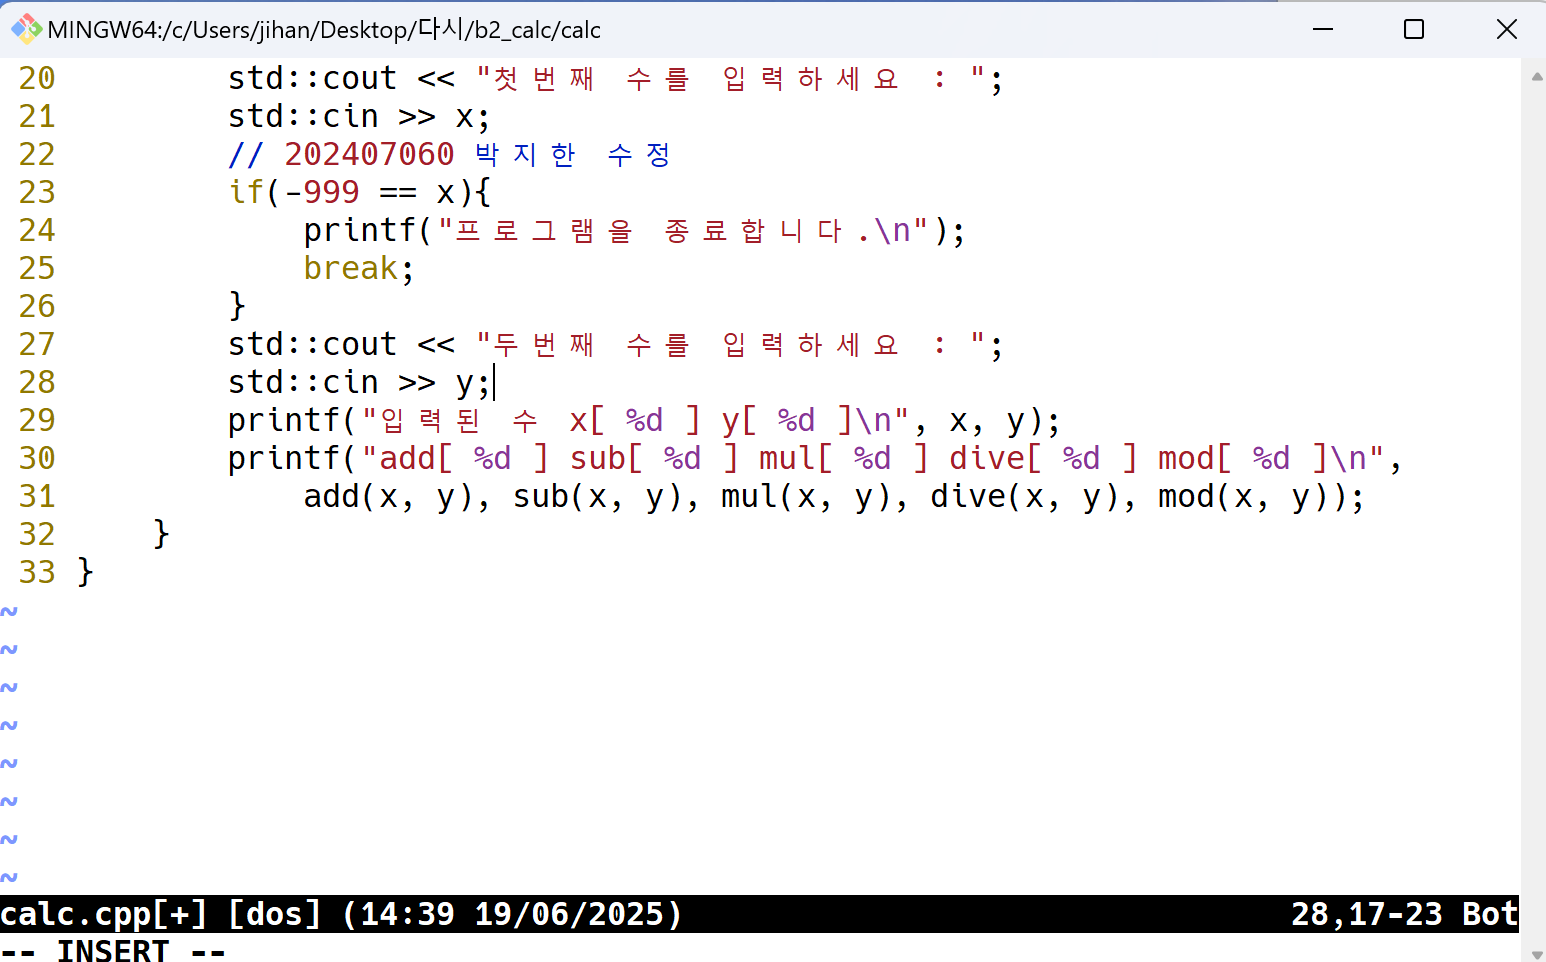 MINGW64:/c/Users/jihan/Desktop/다시/b2_calc/calc
20         std::cout << "첫번째 수를 입력하세요 : ";
21         std::cin >> x;
22         // 202407060 박지한 수정
23         if(-999 == x){
24             printf("프로그램을 종료합니다.\n");
25             break;
26         }
27         std::cout << "두번째 수를 입력하세요 : ";
28         std::cin >> y;
29         printf("입력된 수 x[ %d ] y[ %d ]\n", x, y);
30         printf("add[ %d ] sub[ %d ] mul[ %d ] dive[ %d ] mod[ %d ]\n",
31             add(x, y), sub(x, y), mul(x, y), dive(x, y), mod(x, y));
32     }
33 }
~
~
~
~
~
~
~
~
calc.cpp[+] [dos] (14:39 19/06/2025) 28,17-23 Bot
-- INSERT --